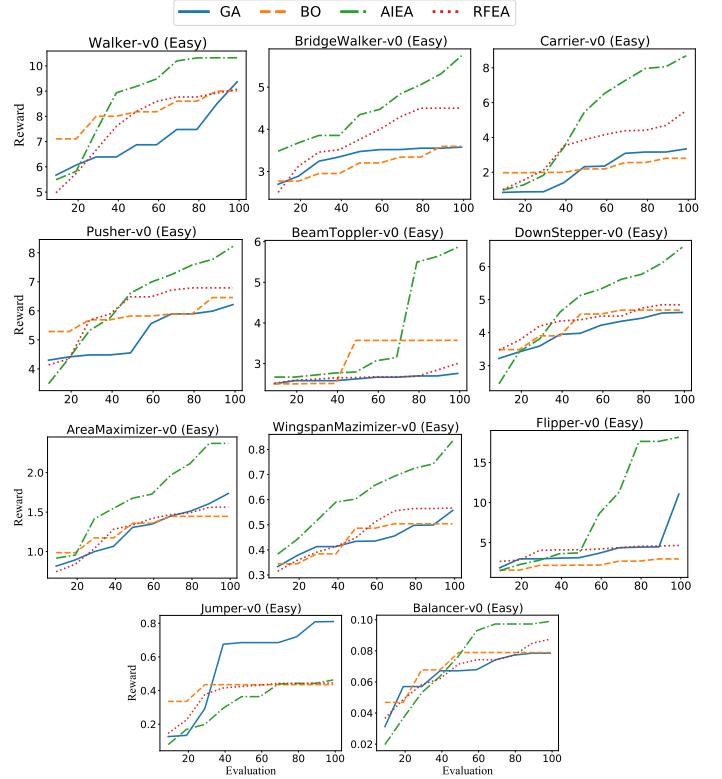 GA BO AIEA RFEA
Walker-v0 (Easy) BridgeWalker-v0 (Easy) Carrier-v0 (Easy)
Reward
10
9
8
7
6
5
20 40 60 80 100
5
4
3
20 40 60 80 100
8
6
4
2
20 40 60 80 100
Pusher-v0 (Easy) BeamToppler-v0 (Easy) DownStepper-v0 (Easy)
Reward
8
7
6
5
4
20 40 60 80 100
6
5
4
3
20 40 60 80 100
6
5
4
3
20 40 60 80 100
AreaMaximizer-v0 (Easy) WingspanMazimizer-v0 (Easy) Flipper-v0 (Easy)
Reward
2.0
1.5
1.0
20 40 60 80 100
0.8
0.7
0.6
0.5
0.4
0.3
20 40 60 80 100
15
10
5
20 40 60 80 100
Jumper-v0 (Easy) Balancer-v0 (Easy)
Reward
0.8
0.6
0.4
0.2
20 40 60 80 100
Evaluation
0.10
0.08
0.06
0.04
0.02
20 40 60 80 100
Evaluation